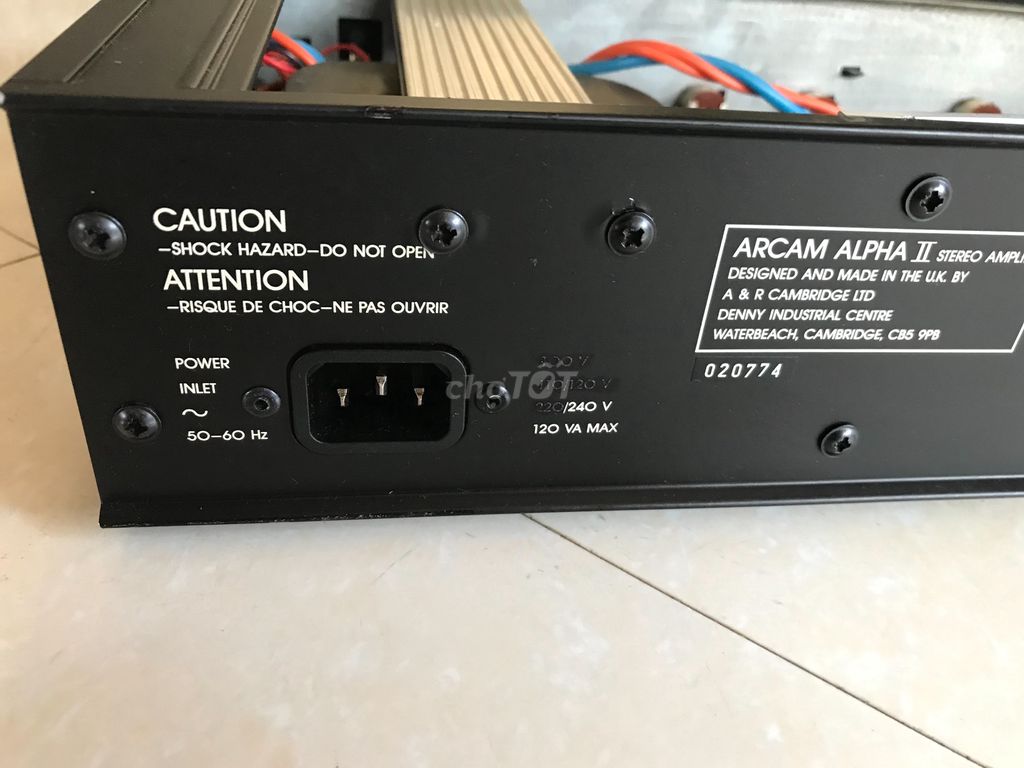 CAUTION
–SHOCK HAZARD–DO NOT OPEN
ATTENTION
–RISQUE DE CHOC–NE PAS OUVRIR
POWER
INLET
~
50–60 Hz
220/240 V
120 VA MAX
ARCAM ALPHA II STEREO AMPLI
DESIGNED AND MADE IN THE U.K. BY
A & R CAMBRIDGE LTD
DENNY INDUSTRIAL CENTRE
WATERBEACH, CAMBRIDGE, CB5 9PB
020774
chợTỐT